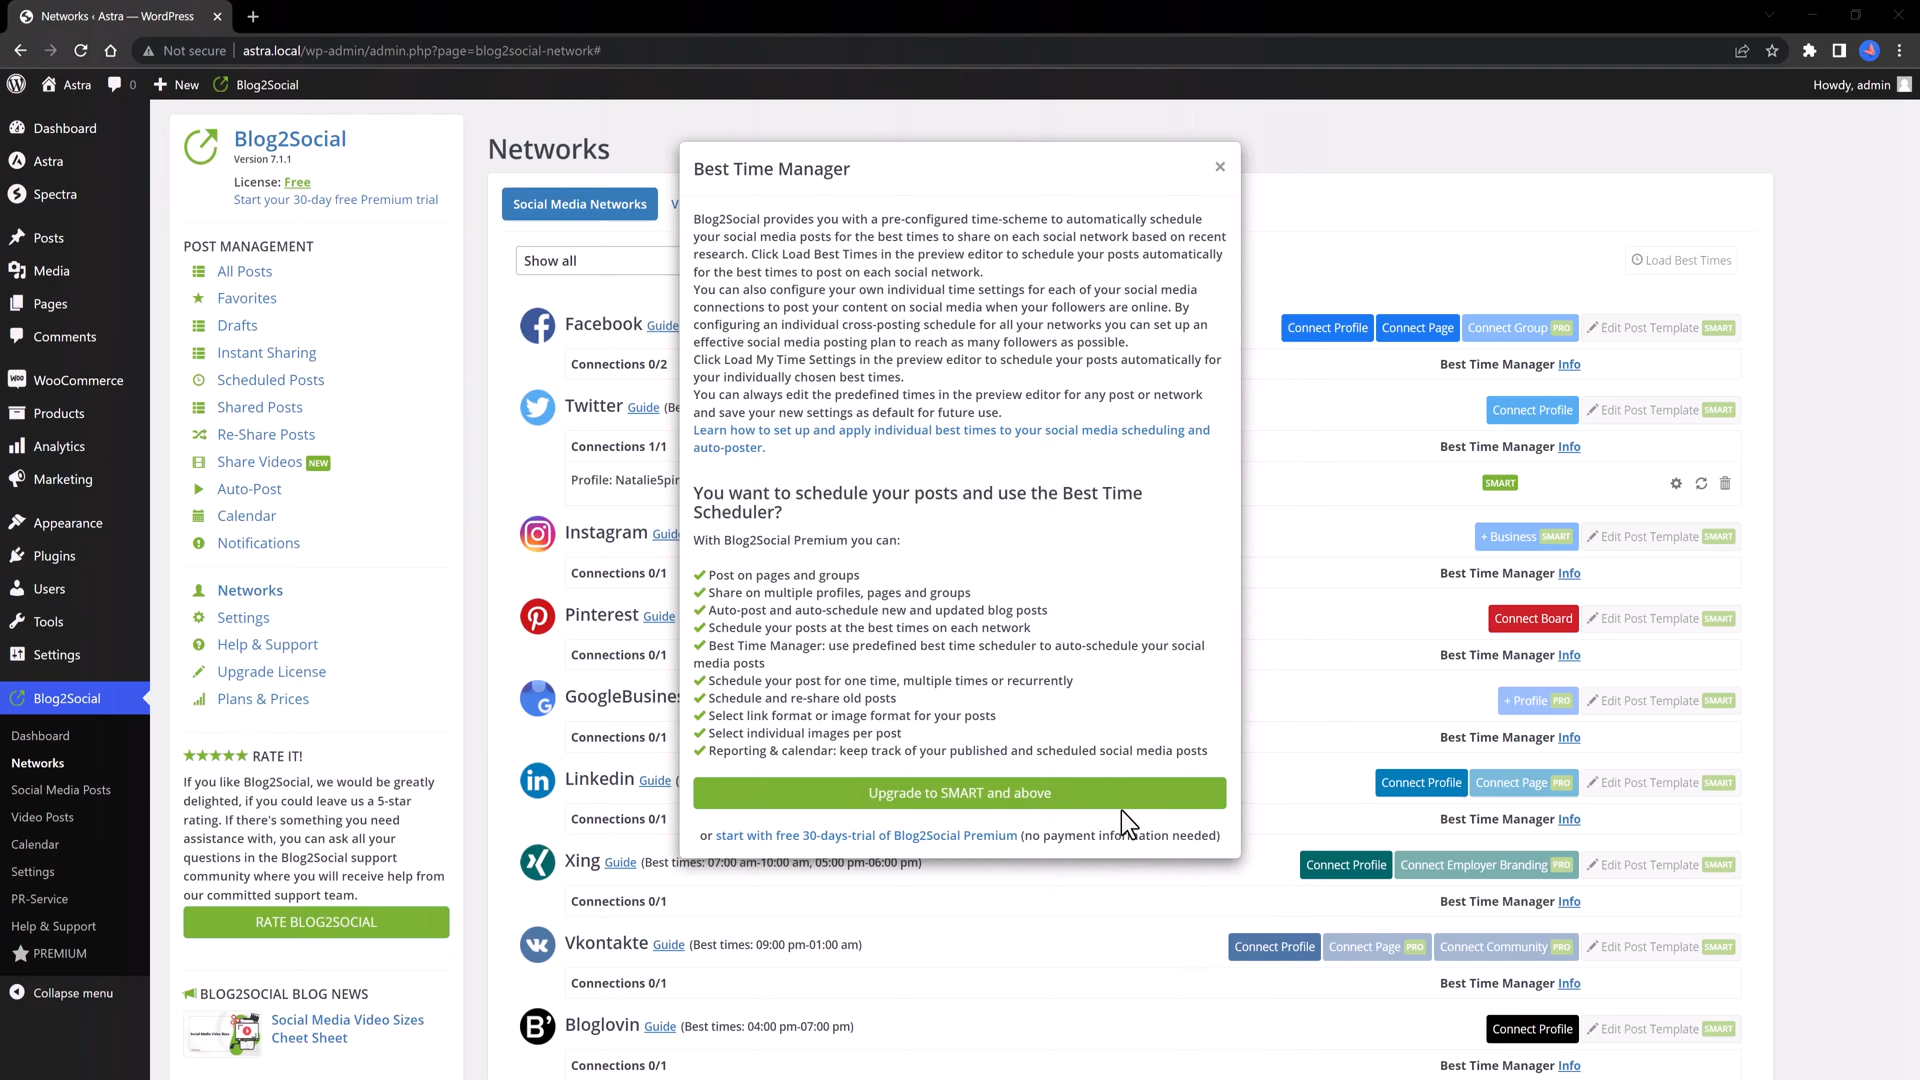 Networks ‹ Astra — WordPress
Not secure
astra.local/wp-admin/admin.php?page=blog2social-network#
Astra
0
New
Blog2Social
Howdy, admin
Dashboard
Astra
Spectra
Posts
Media
Pages
Comments
WooCommerce
Products
Analytics
Marketing
Appearance
Plugins
Users
Tools
Settings
Blog2Social
Dashboard
Networks
Social Media Posts
Video Posts
Calendar
Settings
PR-Service
Help & Support
PREMIUM
Collapse menu
Blog2Social
Version 7.1.1
License: Free
Start your 30-day free Premium trial
POST MANAGEMENT
All Posts
Favorites
Drafts
Instant Sharing
Scheduled Posts
Shared Posts
Re-Share Posts
Share Videos NEW
Auto-Post
Calendar
Notifications
Networks
Settings
Help & Support
Upgrade License
Plans & Prices
RATE IT!
If you like Blog2Social, we would be greatly
delighted, if you could leave us a 5-star
rating. If there's something you need
assistance with, you can ask all your
questions in the Blog2Social support
community where you will receive help from
our committed support team.
RATE BLOG2SOCIAL
BLOG2SOCIAL BLOG NEWS
Social Media Video Sizes
Cheet Sheet
Networks
Social Media Networks
V
Show all
Load Best Times
Facebook Guide
Connect Profile Connect Page Connect Group PRO Edit Post Template SMART
Connections 0/2
Best Time Manager Info
Twitter Guide (Be
Connect Profile Edit Post Template SMART
Connections 1/1
Best Time Manager Info
Profile: Natalie5pin
SMART
Instagram Guide
+ Business SMART Edit Post Template SMART
Connections 0/1
Best Time Manager Info
Pinterest Guide
Connect Board Edit Post Template SMART
Connections 0/1
Best Time Manager Info
GoogleBusines
+ Profile PRO Edit Post Template SMART
Connections 0/1
Best Time Manager Info
Linkedin Guide (
Connect Profile Connect Page PRO Edit Post Template SMART
Connections 0/1
Best Time Manager Info
Xing Guide (Best times: 07:00 am-10:00 am, 05:00 pm-06:00 pm)
Connect Profile Connect Employer Branding PRO Edit Post Template SMART
Connections 0/1
Best Time Manager Info
Vkontakte Guide (Best times: 09:00 pm-01:00 am)
Connect Profile Connect Page PRO Connect Community PRO Edit Post Template SMART
Connections 0/1
Best Time Manager Info
Bloglovin Guide (Best times: 04:00 pm-07:00 pm)
Connect Profile Edit Post Template SMART
Connections 0/1
Best Time Manager Info
Best Time Manager
Blog2Social provides you with a pre-configured time-scheme to automatically schedule
your social media posts for the best times to share on each social network based on recent
research. Click Load Best Times in the preview editor to schedule your posts automatically
for the best times to post on each social network.
You can also configure your own individual time settings for each of your social media
connections to post your content on social media when your followers are online. By
configuring an individual cross-posting schedule for all your networks you can set up an
effective social media posting plan to reach as many followers as possible.
Click Load My Time Settings in the preview editor to schedule your posts automatically for
your individually chosen best times.
You can always edit the predefined times in the preview editor for any post or network
and save your new settings as default for future use.
Learn how to set up and apply individual best times to your social media scheduling and
auto-poster.
You want to schedule your posts and use the Best Time
Scheduler?
With Blog2Social Premium you can:
Post on pages and groups
Share on multiple profiles, pages and groups
Auto-post and auto-schedule new and updated blog posts
Schedule your posts at the best times on each network
Best Time Manager: use predefined best time scheduler to auto-schedule your social
media posts
Schedule your post for one time, multiple times or recurrently
Schedule and re-share old posts
Select link format or image format for your posts
Select individual images per post
Reporting & calendar: keep track of your published and scheduled social media posts
Upgrade to SMART and above
or start with free 30-days-trial of Blog2Social Premium (no payment information needed)